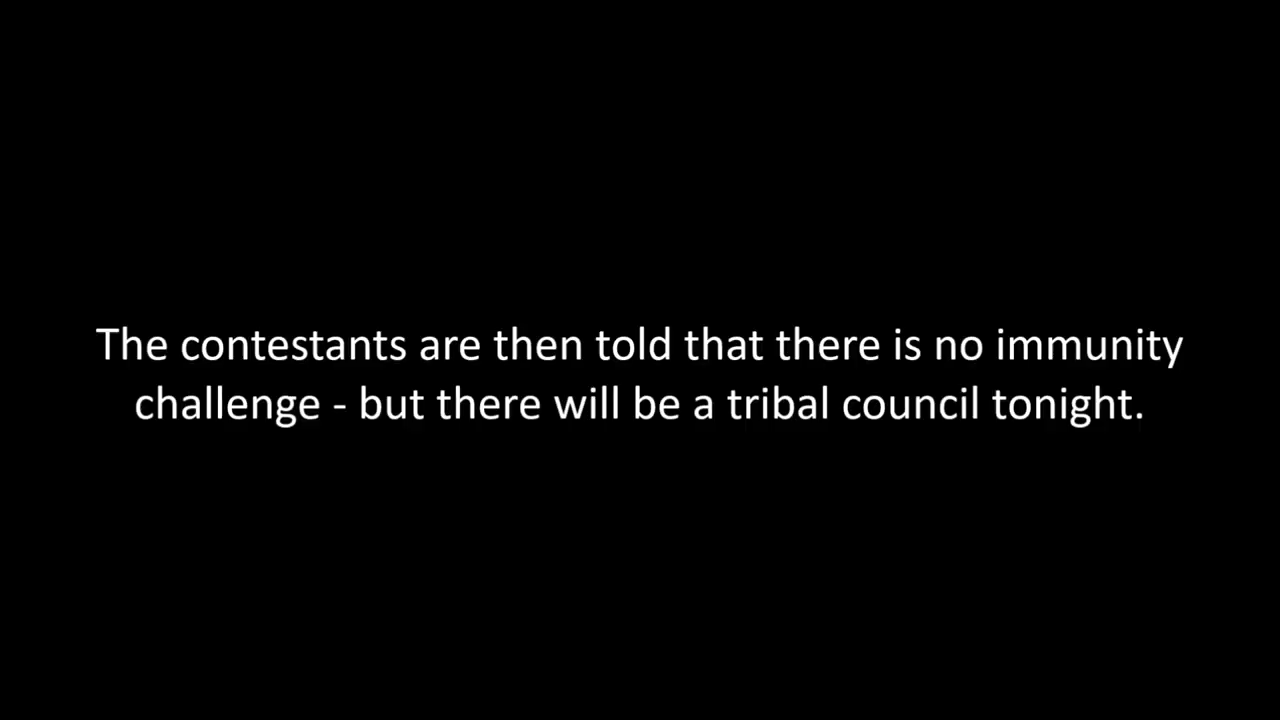 The contestants are then told that there is no immunity
challenge - but there will be a tribal council tonight.